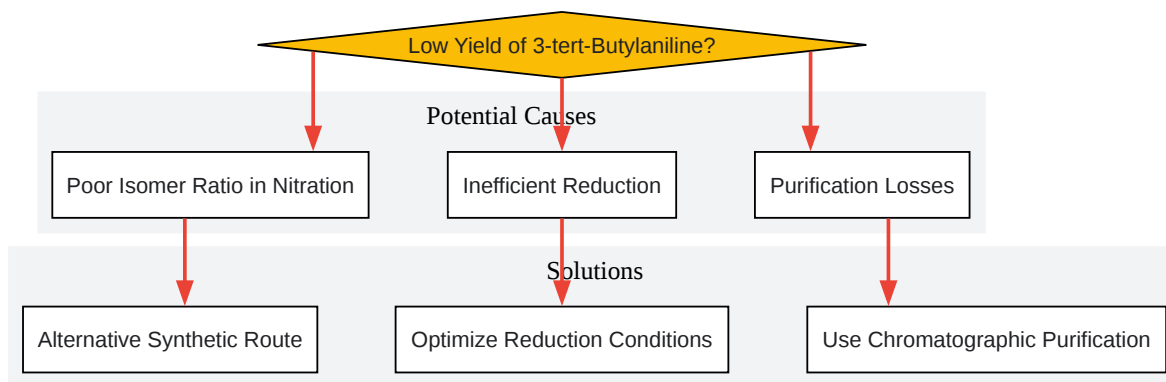 Low Yield of 3-tert-Butylaniline?
Potential Causes
Poor Isomer Ratio in Nitration
Inefficient Reduction
Purification Losses
Solutions
Alternative Synthetic Route
Optimize Reduction Conditions
Use Chromatographic Purification